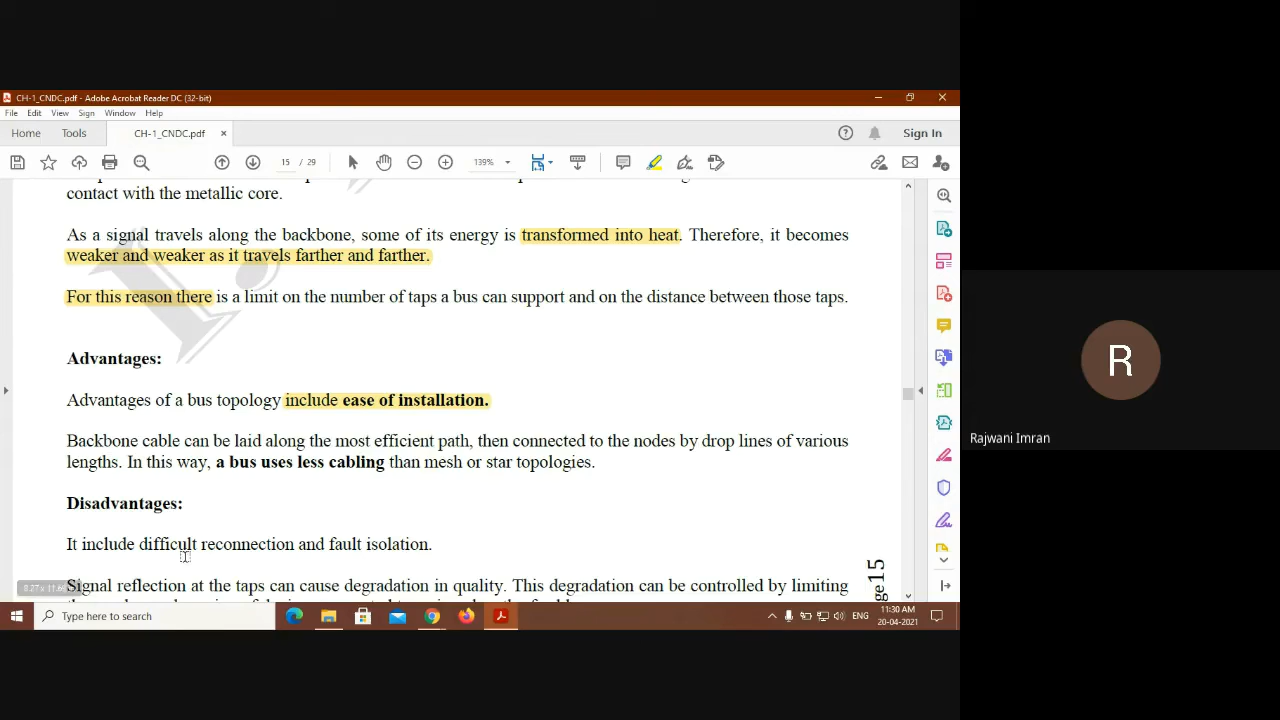 CH-1_CNDC.pdf - Adobe Acrobat Reader DC (32-bit)
File Edit View Sign Window Help
Home Tools CH-1_CNDC.pdf × Sign In
15 / 29 139%
contact with the metallic core.
As a signal travels along the backbone, some of its energy is transformed into heat. Therefore, it becomes
weaker and weaker as it travels farther and farther.
For this reason there is a limit on the number of taps a bus can support and on the distance between those taps.
Advantages:
Advantages of a bus topology include ease of installation.
Backbone cable can be laid along the most efficient path, then connected to the nodes by drop lines of various
lengths. In this way, a bus uses less cabling than mesh or star topologies.
Disadvantages:
It include difficult reconnection and fault isolation.
Signal reflection at the taps can cause degradation in quality. This degradation can be controlled by limiting
ge15
Type here to search
ENG
11:30 AM
20-04-2021
R
Rajwani Imran